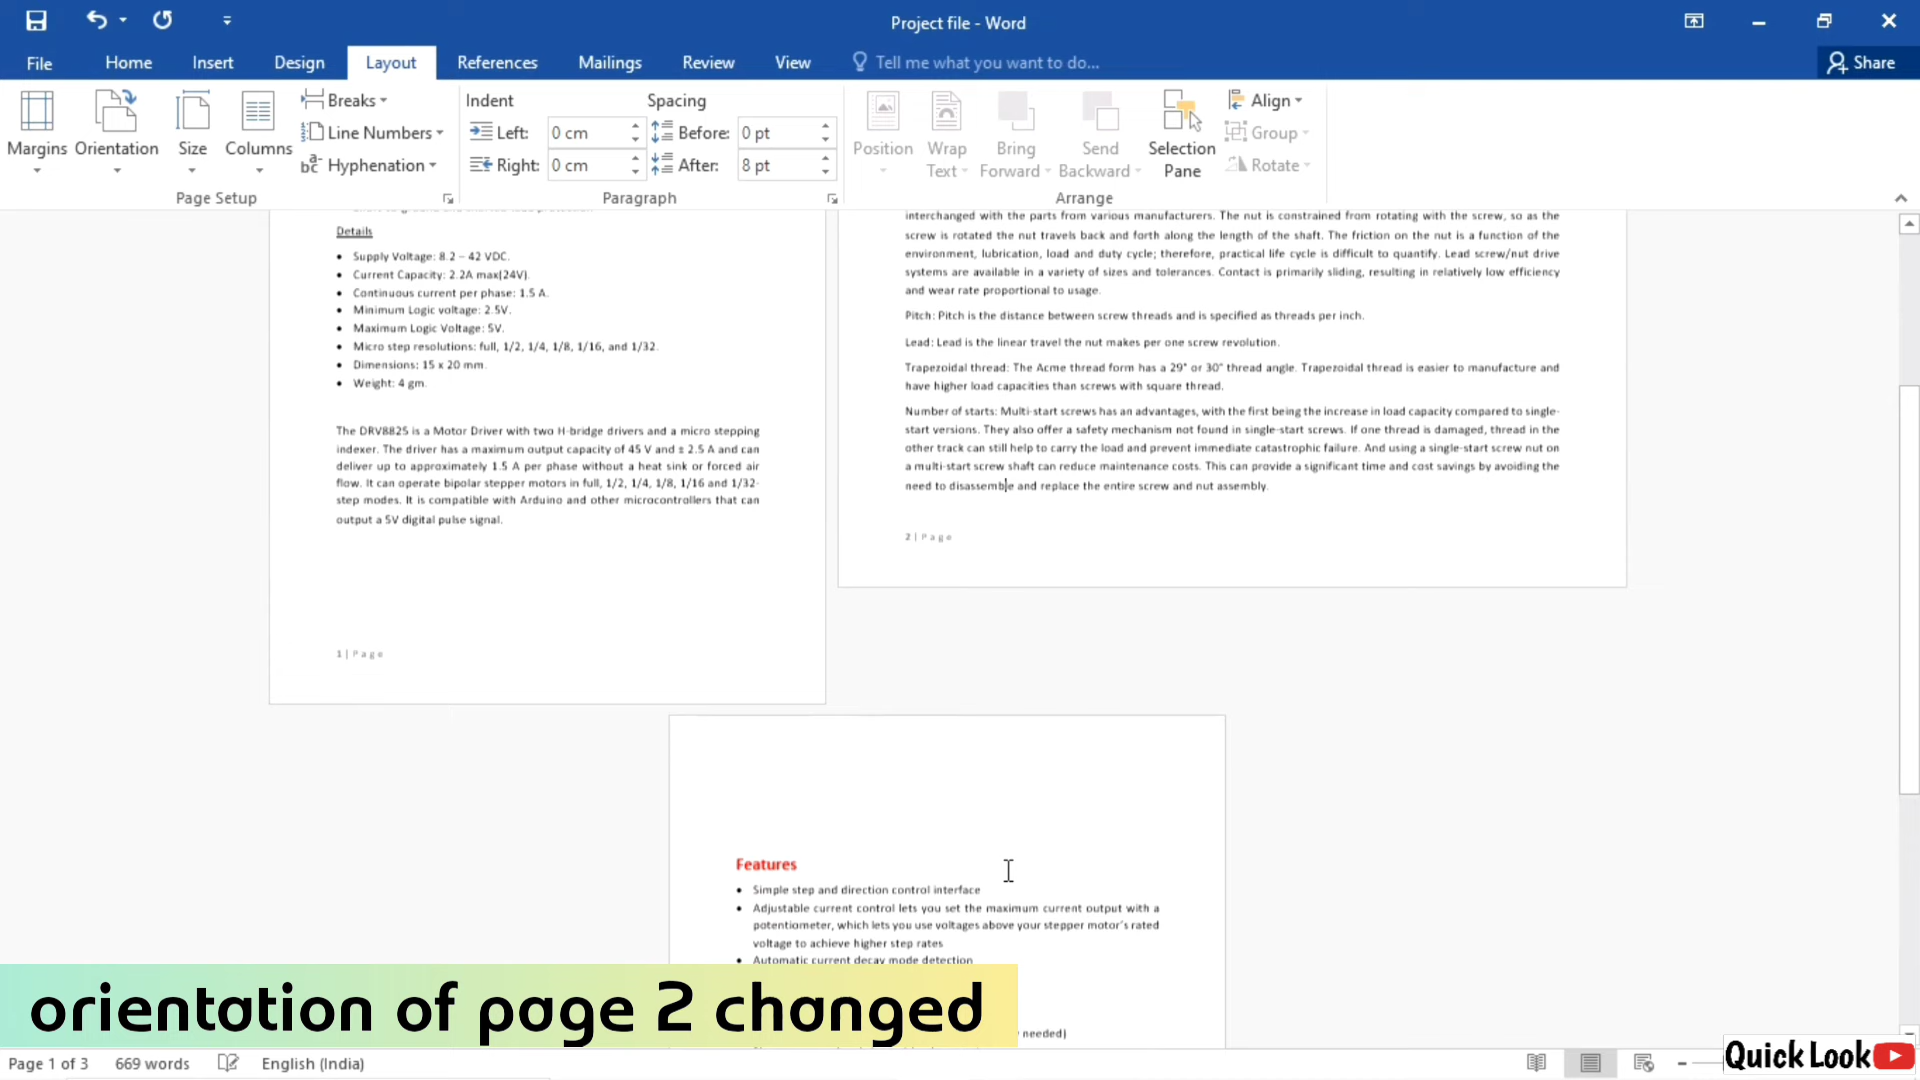 Project file - Word
File Home Insert Design Layout References Mailings Review View Tell me what you want to do... Share
Margins Orientation Size Columns
Breaks
Line Numbers
Hyphenation
Page Setup
Indent
Left: 0 cm
Right: 0 cm
Spacing
Before: 0 pt
After: 8 pt
Paragraph
Position
Wrap Text
Bring Forward
Send Backward
Selection Pane
Align
Group
Rotate
Arrange
Details
• Supply Voltage: 8.2 – 42 VDC.
• Current Capacity: 2.2A max(24V).
• Continuous current per phase: 1.5 A.
• Minimum Logic voltage: 2.5V.
• Maximum Logic Voltage: 5V.
• Micro step resolutions: full, 1/2, 1/4, 1/8, 1/16, and 1/32.
• Dimensions: 15 x 20 mm.
• Weight: 4 gm.
The DRV8825 is a Motor Driver with two H-bridge drivers and a micro stepping
indexer. The driver has a maximum output capacity of 45 V and ± 2.5 A and can
deliver up to approximately 1.5 A per phase without a heat sink or forced air
flow. It can operate bipolar stepper motors in full, 1/2, 1/4, 1/8, 1/16 and 1/32-
step modes. It is compatible with Arduino and other microcontrollers that can
output a 5V digital pulse signal.
1 | Page
interchanged with the parts from various manufacturers. The nut is constrained from rotating with the screw, so as the
screw is rotated the nut travels back and forth along the length of the shaft. The friction on the nut is a function of the
environment, lubrication, load and duty cycle; therefore, practical life cycle is difficult to quantify. Lead screw/nut drive
systems are available in a variety of sizes and tolerances. Contact is primarily sliding, resulting in relatively low efficiency
and wear rate proportional to usage.
Pitch: Pitch is the distance between screw threads and is specified as threads per inch.
Lead: Lead is the linear travel the nut makes per one screw revolution.
Trapezoidal thread: The Acme thread form has a 29° or 30° thread angle. Trapezoidal thread is easier to manufacture and
have higher load capacities than screws with square thread.
Number of starts: Multi-start screws has an advantages, with the first being the increase in load capacity compared to single-
start versions. They also offer a safety mechanism not found in single-start screws. If one thread is damaged, thread in the
other track can still help to carry the load and prevent immediate catastrophic failure. And using a single-start screw nut on
a multi-start screw shaft can reduce maintenance costs. This can provide a significant time and cost savings by avoiding the
need to disassemble and replace the entire screw and nut assembly.
2 | Page
Features
• Simple step and direction control interface
• Adjustable current control lets you set the maximum current output with a
potentiometer, which lets you use voltages above your stepper motor's rated
voltage to achieve higher step rates
• Automatic current decay mode detection
needed)
orientation of page 2 changed
Page 1 of 3 669 words English (India)
Quick Look